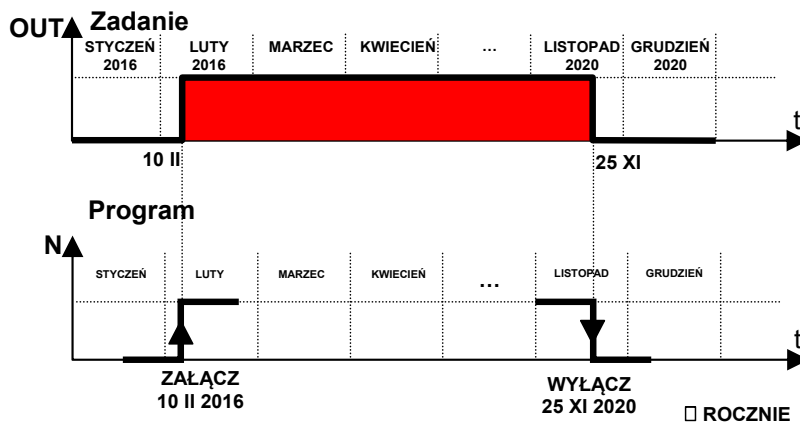 OUT Zadanie
STYCZEŃ 2016 LUTY 2016 MARZEC KWIECIEŃ ... LISTOPAD 2020 GRUDZIEŃ 2020
t
10 II 25 XI
Program
N
STYCZEŃ LUTY MARZEC KWIECIEŃ ... LISTOPAD GRUDZIEŃ
t
ZAŁĄCZ WYŁĄCZ
10 II 2016 25 XI 2020
☐ ROCZNIE